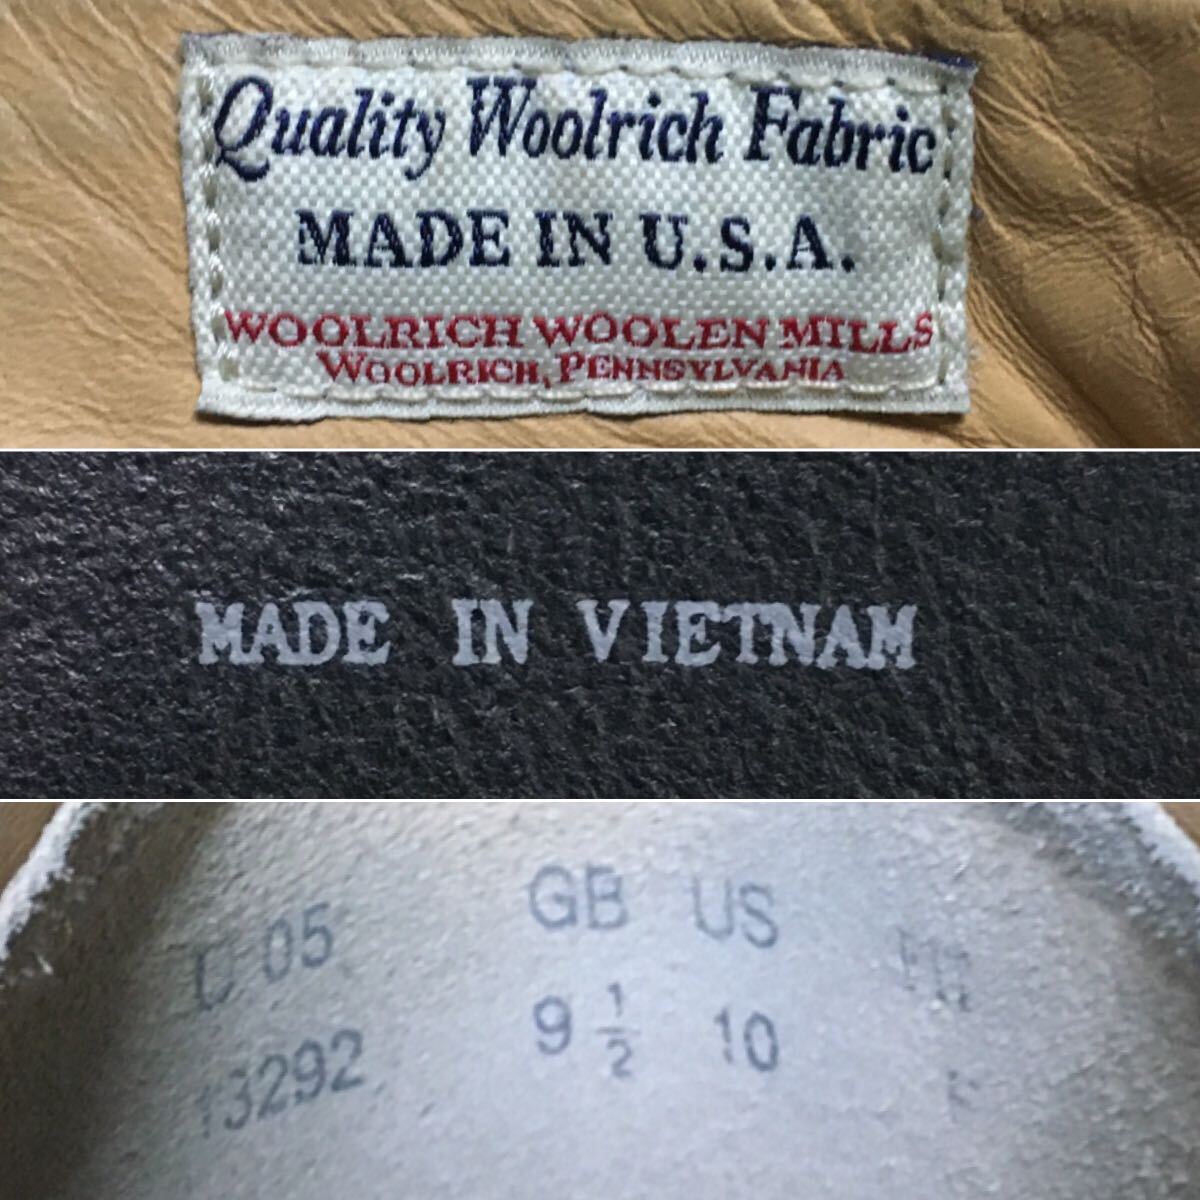 Quality Woolrich Fabric
MADE IN U.S.A.
WOOLRICH WOOLEN MILLS
WOOLRICH, PENNSYLVANIA
MADE IN VIETNAM
GB US
05
9 1/2 10
13292